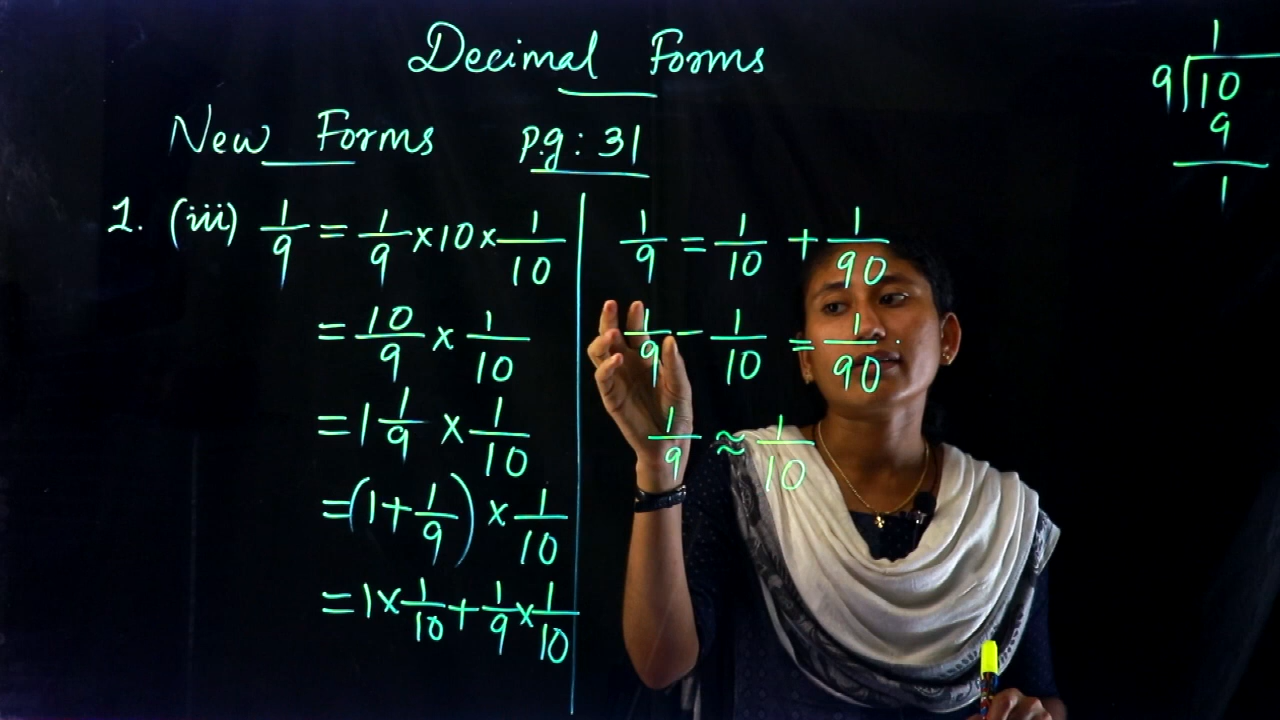 Decimal Forms
New Forms p.g : 31
1. (iii) 1/9 = 1/9 × 10 × 1/10
= 10/9 × 1/10
= 1 1/9 × 1/10
= (1 + 1/9) × 1/10
= 1 × 1/10 + 1/9 × 1/10
1/9 = 1/10 + 1/90
1/9 − 1/10 = 1/90.
1/9 ≈ 1/10
1
9 10
9
1